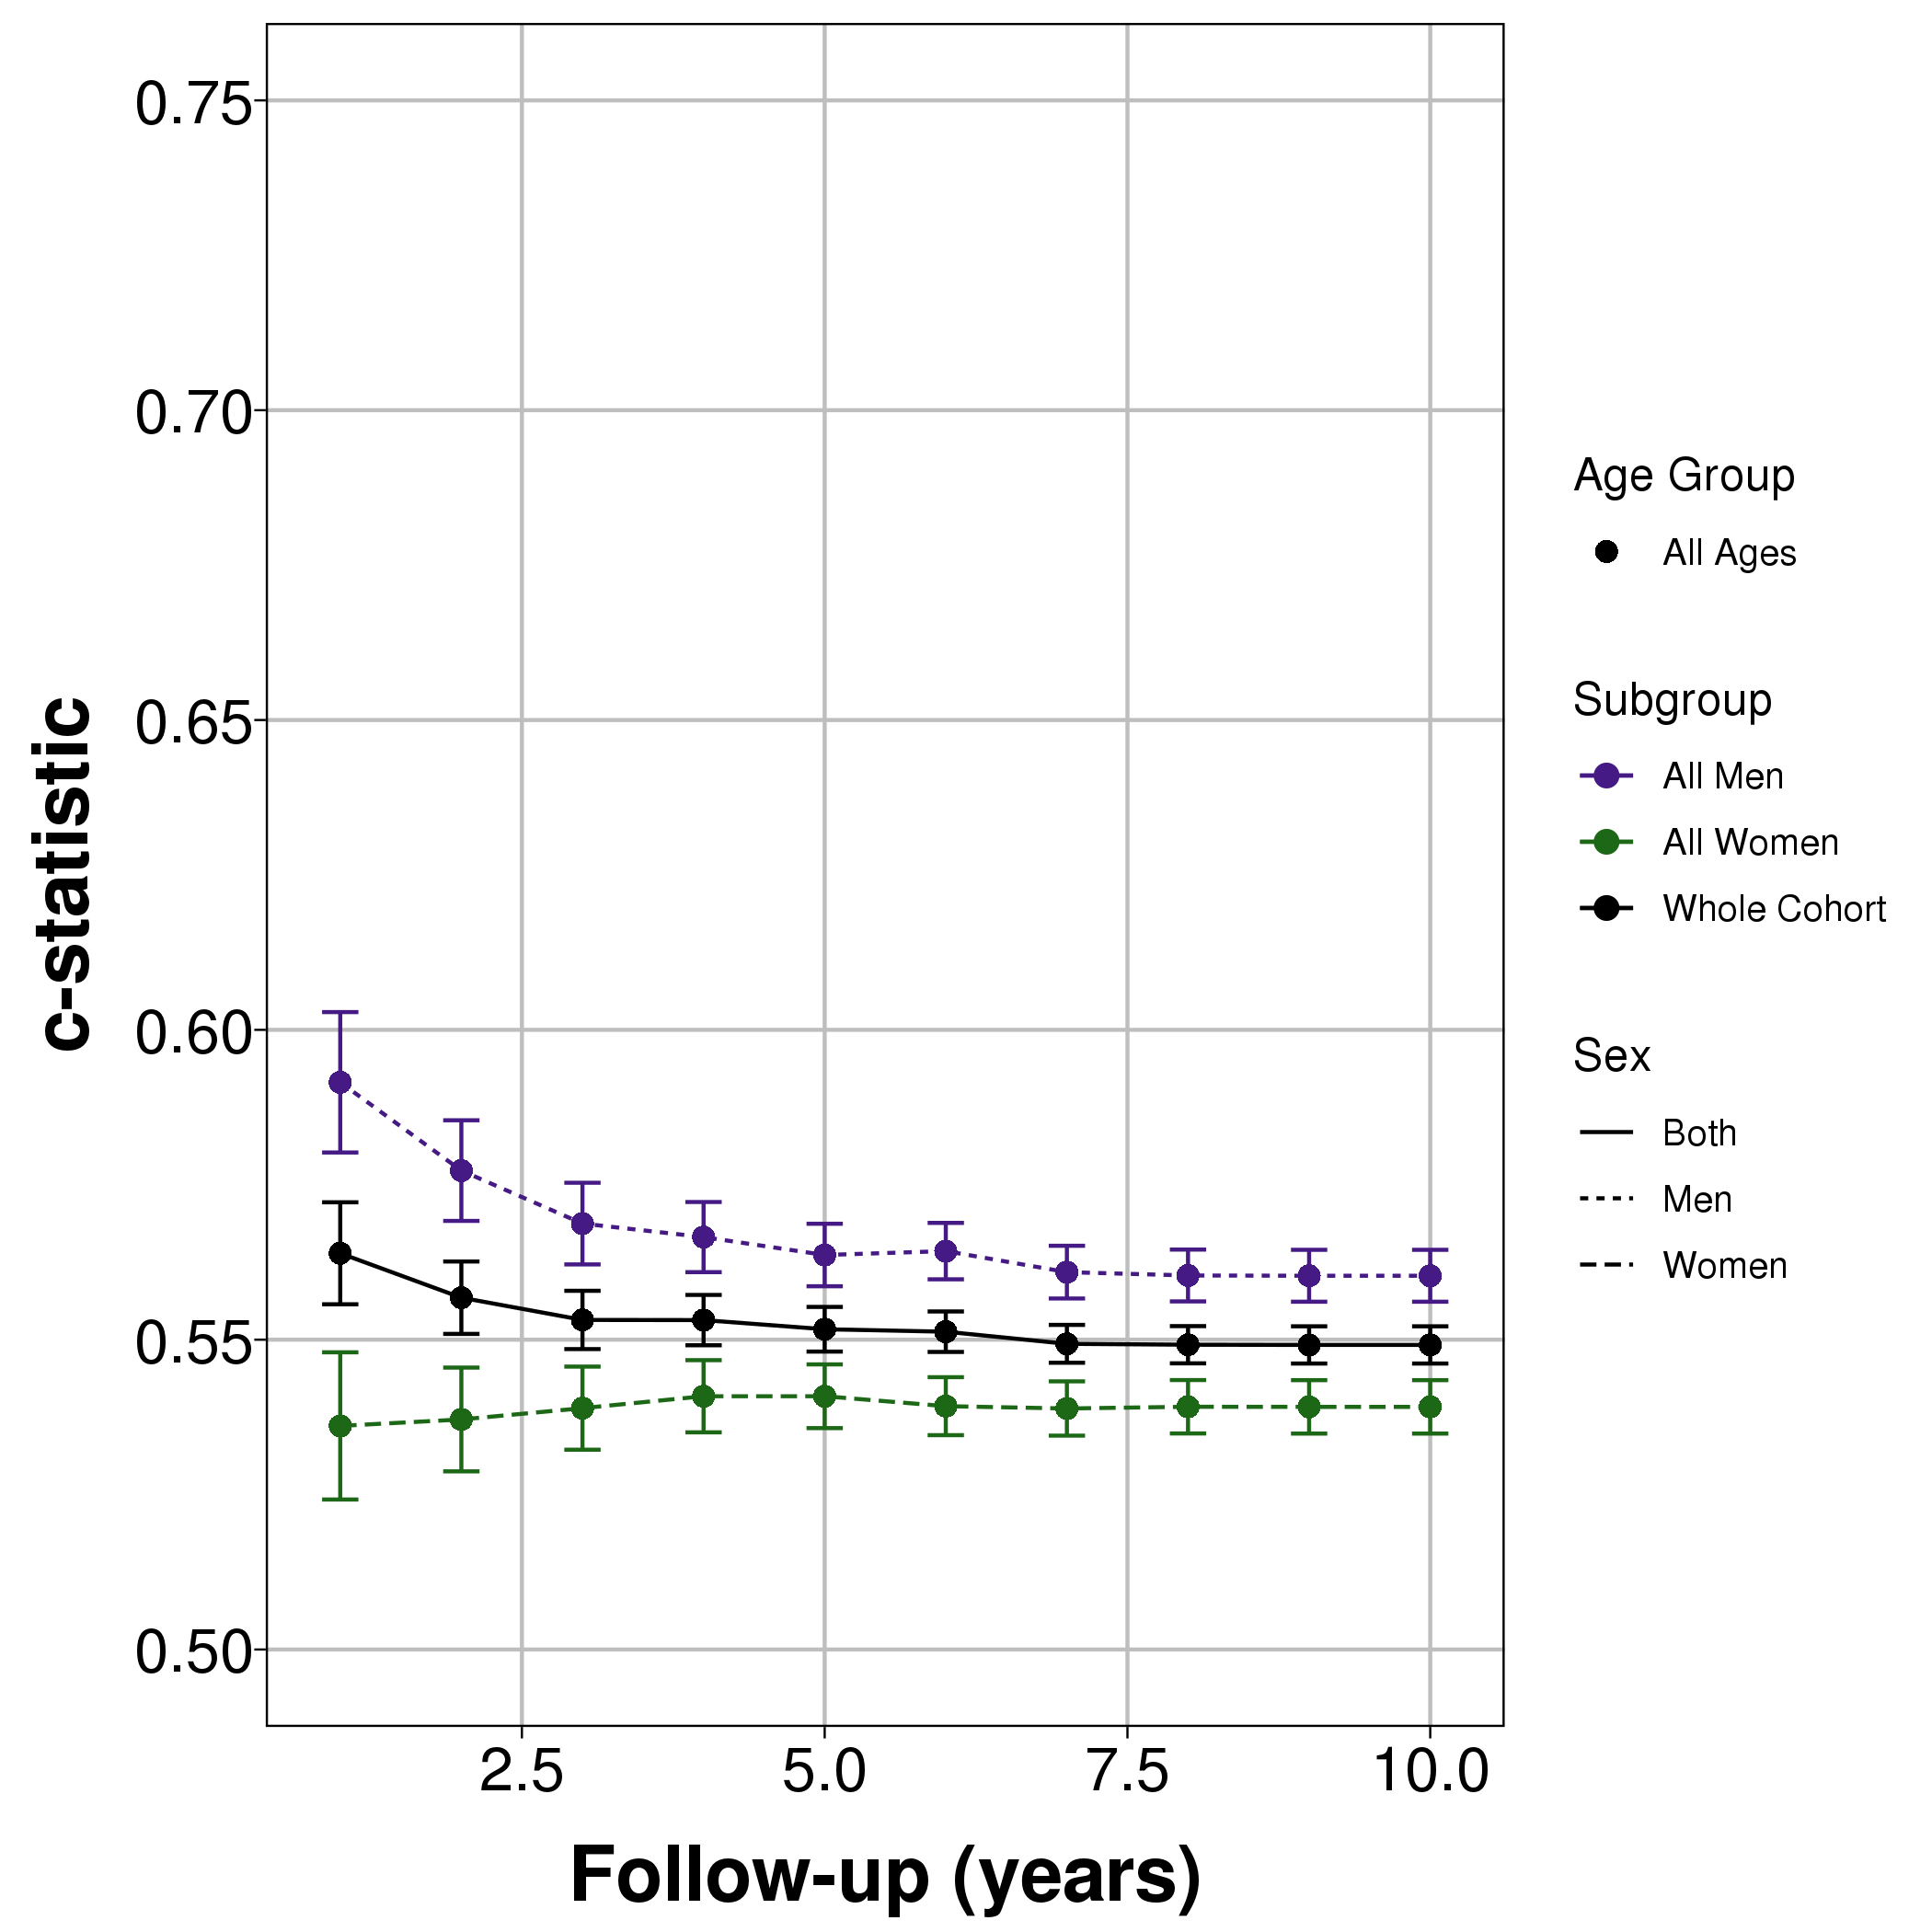 0.75
0.70
0.65
0.60
0.55
0.50
c-statistic
2.5 5.0 7.5 10.0
Follow-up (years)
Age Group
All Ages
Subgroup
All Men
All Women
Whole Cohort
Sex
Both
Men
Women